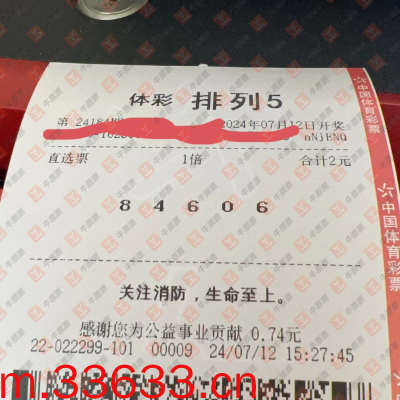 体彩 排列5
第 2024年07月12日开奖
nNjENQ
直选票 1倍 合计2元
8 4 6 0 6
关注消防，生命至上。
感谢您为公益事业贡献 0.74元
22-022299-101 00009 24/07/12 15:27:45
m.33633.cn
中国体育彩票
中国体育彩票